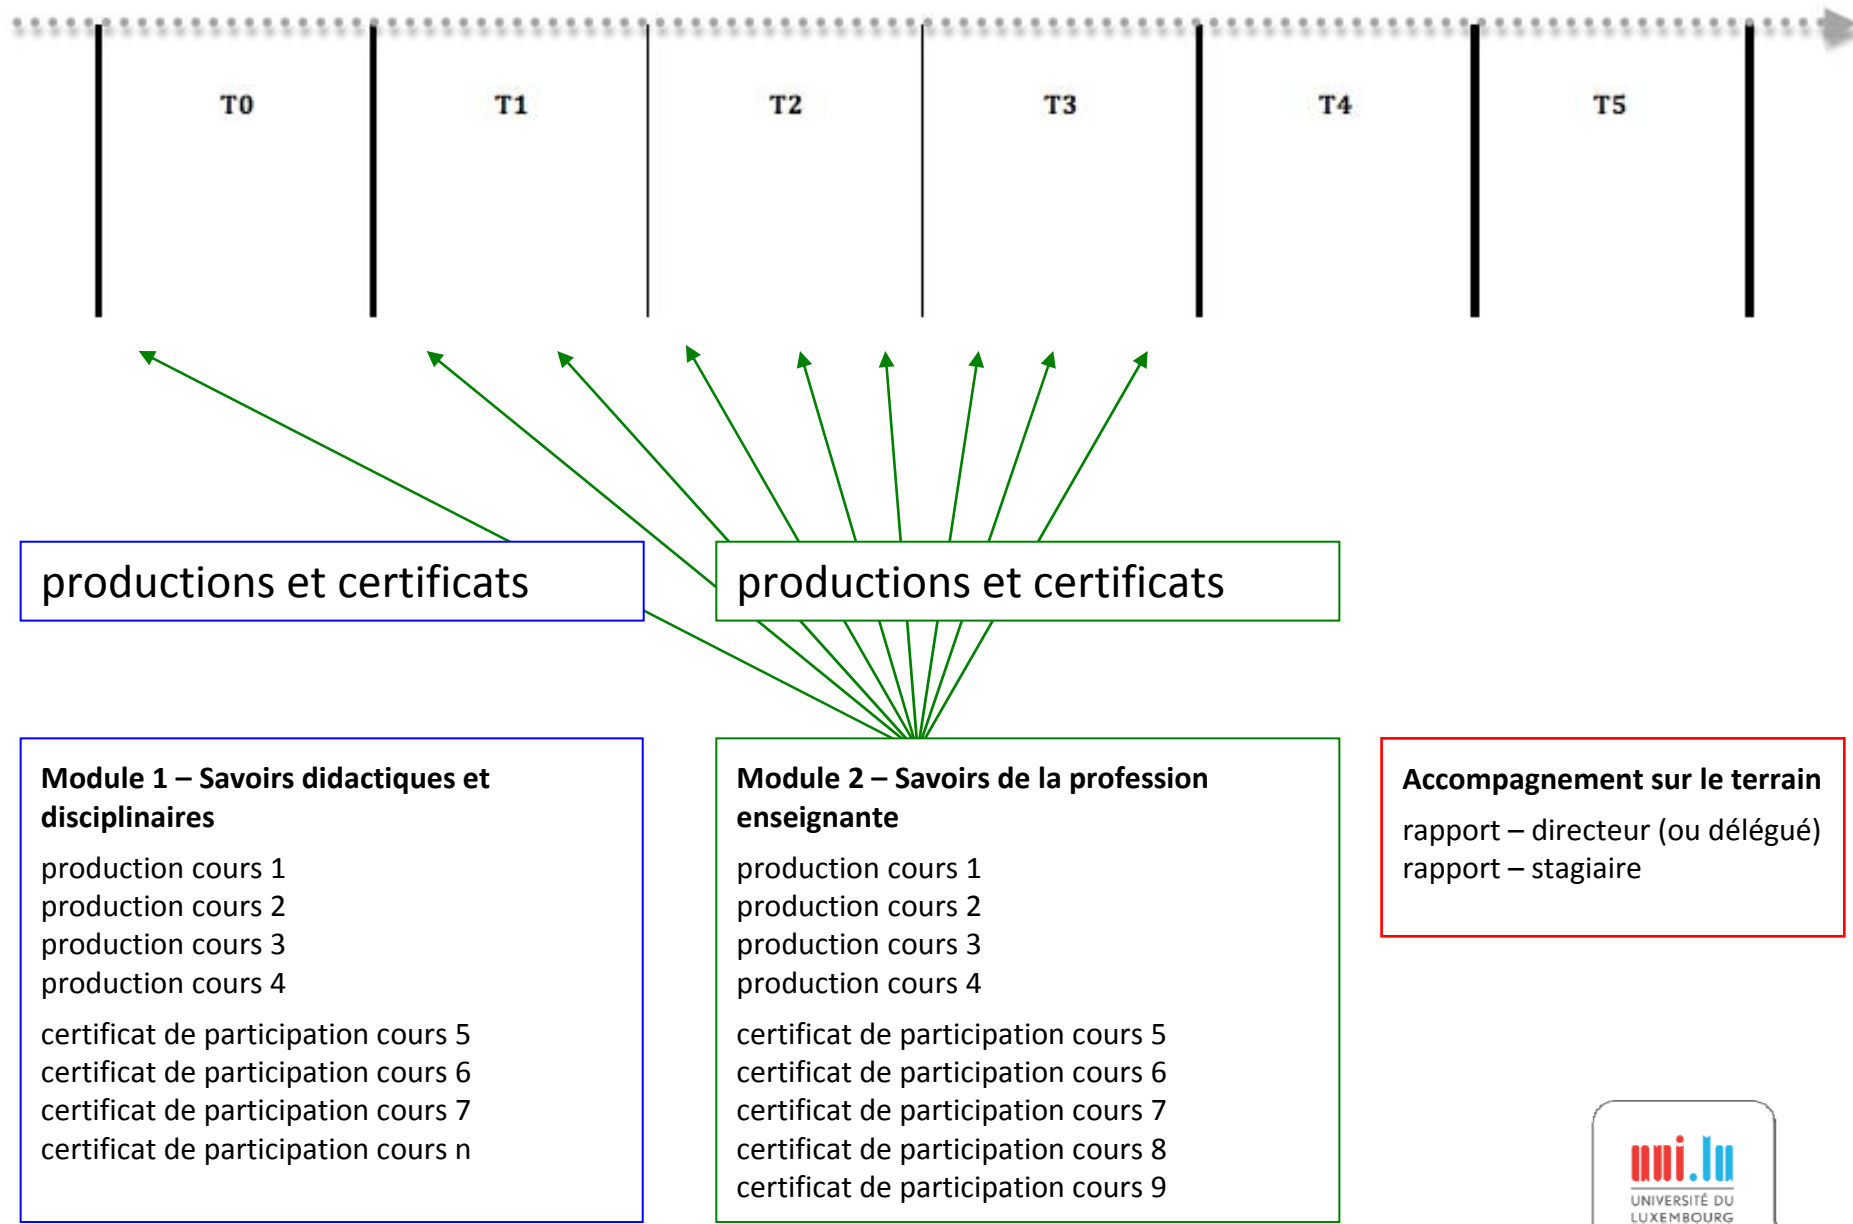 T0 T1 T2 T3 T4 T5
productions et certificats
productions et certificats
Module 1 – Savoirs didactiques et
disciplinaires
production cours 1
production cours 2
production cours 3
production cours 4
certificat de participation cours 5
certificat de participation cours 6
certificat de participation cours 7
certificat de participation cours n
Module 2 – Savoirs de la profession
enseignante
production cours 1
production cours 2
production cours 3
production cours 4
certificat de participation cours 5
certificat de participation cours 6
certificat de participation cours 7
certificat de participation cours 8
certificat de participation cours 9
Accompagnement sur le terrain
rapport – directeur (ou délégué)
rapport – stagiaire
uni.lu
UNIVERSITÉ DU
LUXEMBOURG